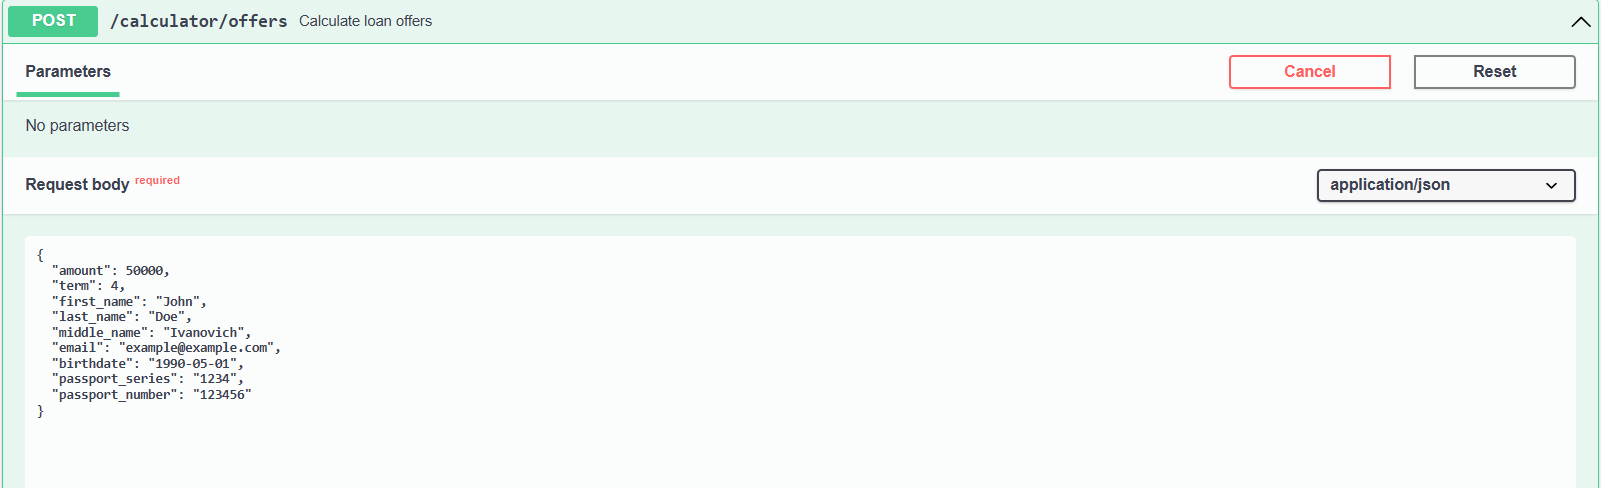 POST /calculator/offers Calculate loan offers
Parameters
Cancel
Reset
No parameters
Request body required
application/json
{
  "amount": 50000,
  "term": 4,
  "first_name": "John",
  "last_name": "Doe",
  "middle_name": "Ivanovich",
  "email": "example@example.com",
  "birthdate": "1990-05-01",
  "passport_series": "1234",
  "passport_number": "123456"
}